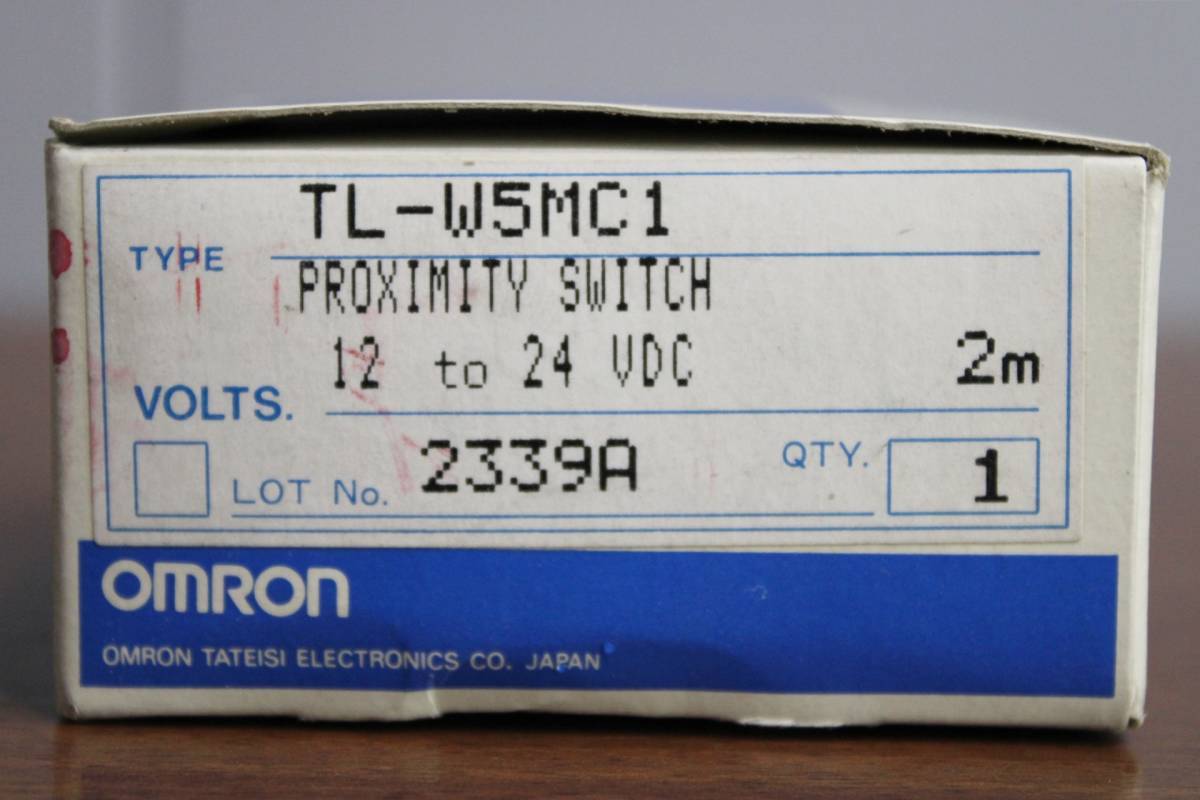 TL-W5MC1
TYPE
PROXIMITY SWITCH
12 to 24 VDC 2m
VOLTS.
LOT No. 2339A QTY. 1
OMRON
OMRON TATEISI ELECTRONICS CO. JAPAN